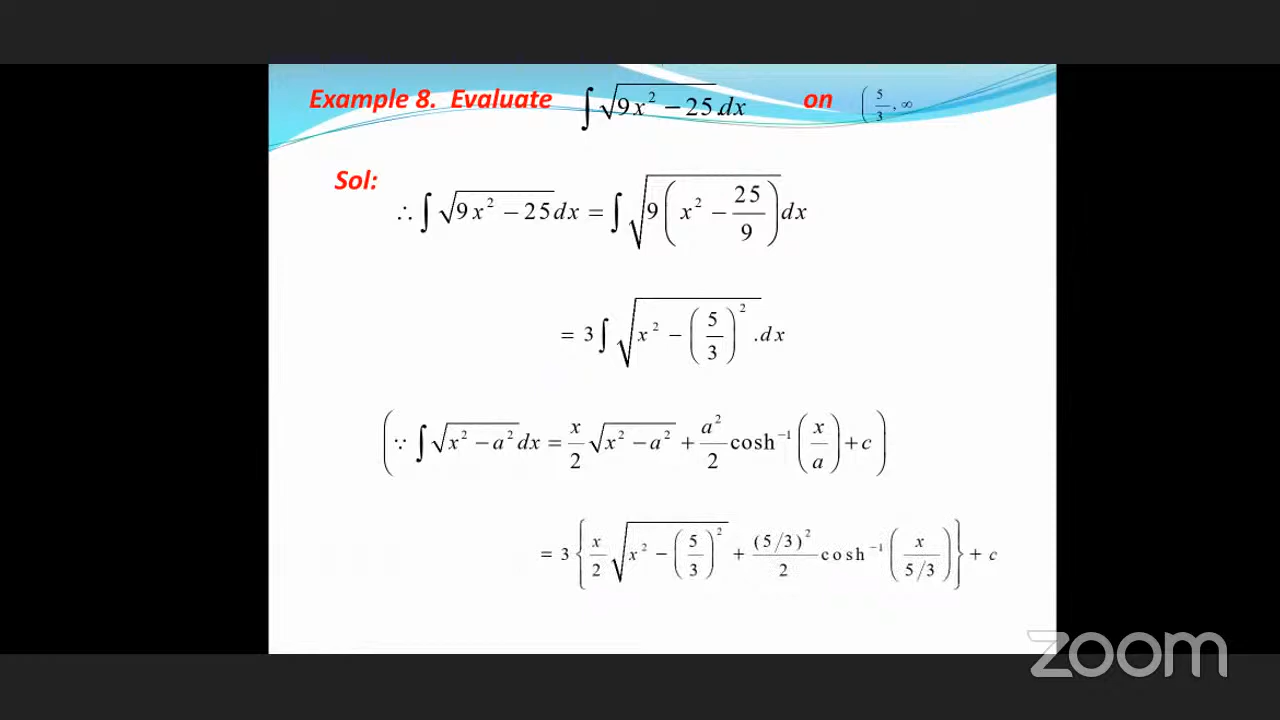 Example 8. Evaluate ∫√(9x² − 25) dx on (5/3, ∞
Sol:
∴ ∫√(9x² − 25) dx = ∫√(9(x² − 25/9)) dx
= 3∫√(x² − (5/3)²) .dx
(∵ ∫√(x² − a²) dx = x/2 √(x² − a²) + a²/2 cosh⁻¹(x/a) + c)
= 3{x/2 √(x² − (5/3)²) + (5/3)²/2 cosh⁻¹(x/(5/3))} + c
zoom